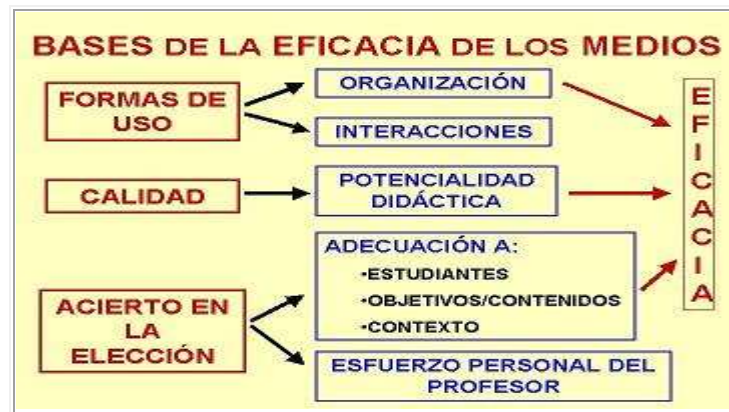 BASES DE LA EFICACIA DE LOS MEDIOS
FORMAS DE
USO
ORGANIZACIÓN
INTERACCIONES
CALIDAD
POTENCIALIDAD
DIDÁCTICA
ACIERTO EN
LA
ELECCIÓN
ADECUACIÓN A:
•ESTUDIANTES
•OBJETIVOS/CONTENIDOS
•CONTEXTO
ESFUERZO PERSONAL DEL
PROFESOR
EFICACIA